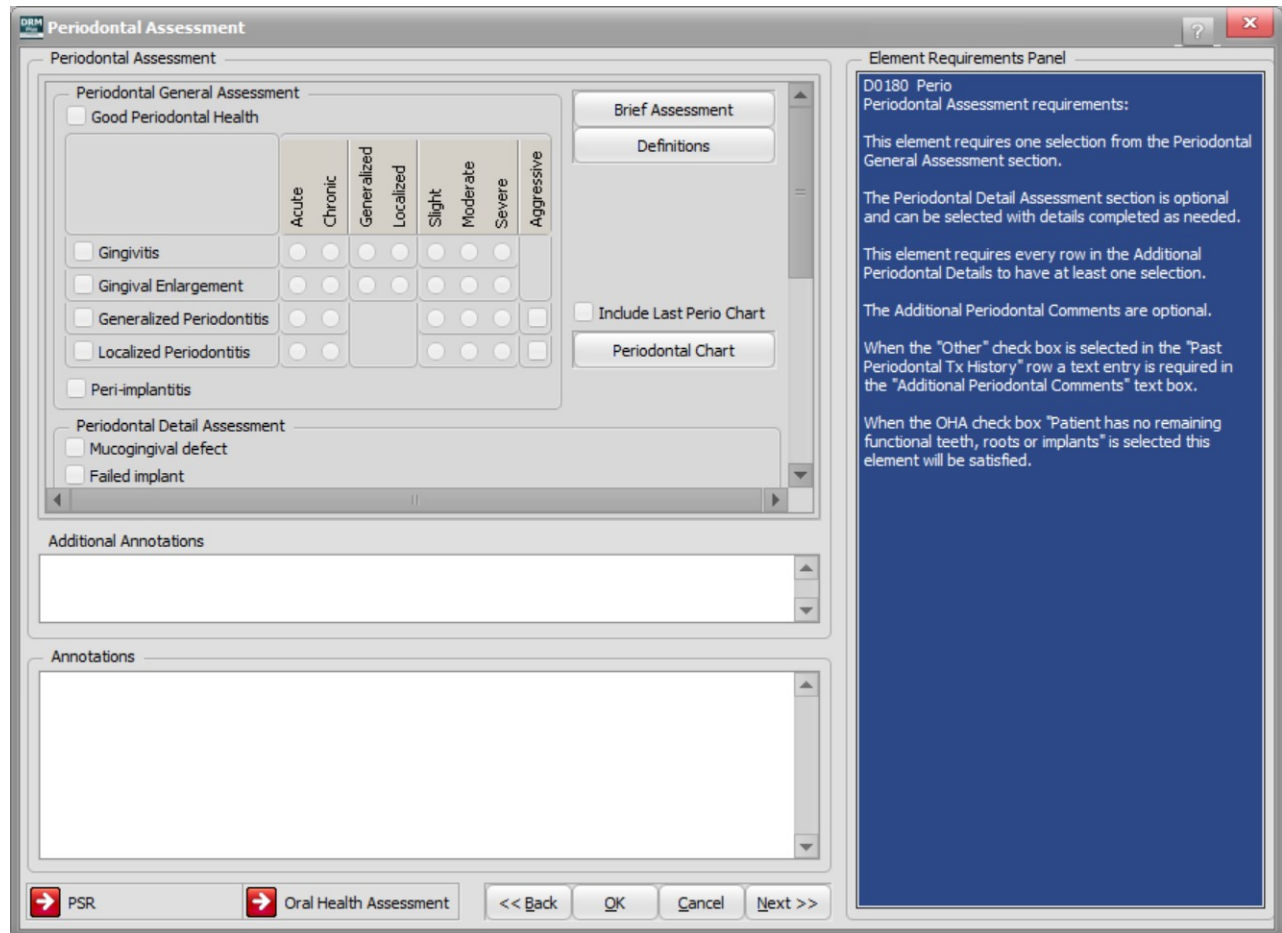 DRM
Plus
Periodontal Assessment
?
Periodontal Assessment
Periodontal General Assessment
Good Periodontal Health
Acute
Chronic
Generalized
Localized
Slight
Moderate
Severe
Aggressive
Gingivitis
Gingival Enlargement
Generalized Periodontitis
Localized Periodontitis
Peri-implantitis
Brief Assessment
Definitions
Include Last Perio Chart
Periodontal Chart
Periodontal Detail Assessment
Mucogingival defect
Failed implant
Additional Annotations
Annotations
PSR
Oral Health Assessment
<< Back
OK
Cancel
Next >>
Element Requirements Panel
D0180 Perio
Periodontal Assessment requirements:
This element requires one selection from the Periodontal
General Assessment section.
The Periodontal Detail Assessment section is optional
and can be selected with details completed as needed.
This element requires every row in the Additional
Periodontal Details to have at least one selection.
The Additional Periodontal Comments are optional.
When the "Other" check box is selected in the "Past
Periodontal Tx History" row a text entry is required in
the "Additional Periodontal Comments" text box.
When the OHA check box "Patient has no remaining
functional teeth, roots or implants" is selected this
element will be satisfied.